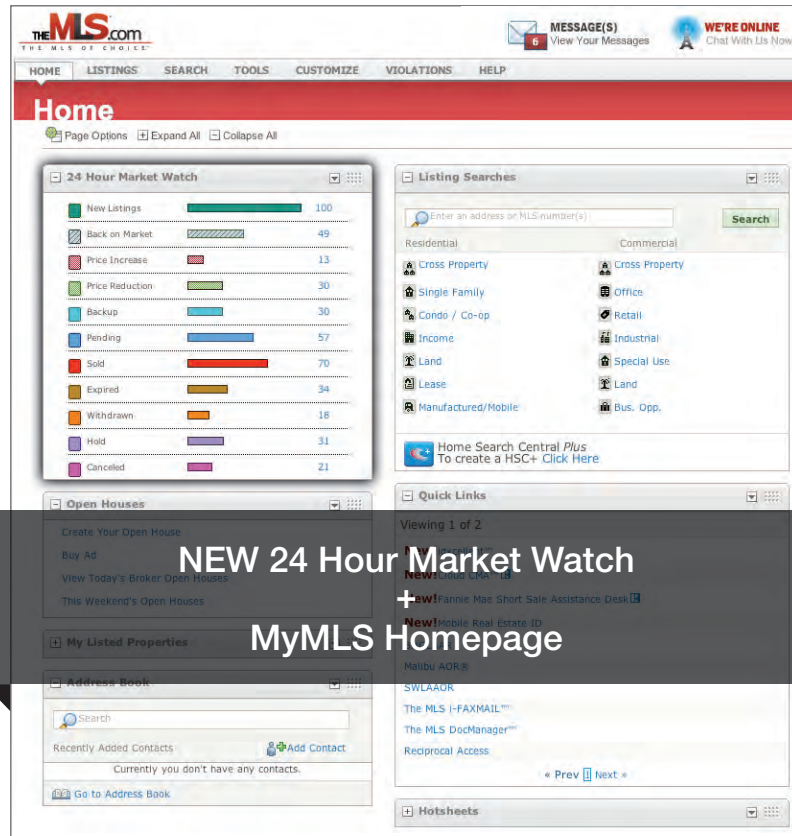 THE MLS.com
THE MLS OF CHOICE™
MESSAGE(S)
6 View Your Messages
WE'RE ONLINE
Chat With Us Now
HOME LISTINGS SEARCH TOOLS CUSTOMIZE VIOLATIONS HELP
Home
Page Options Expand All Collapse All
24 Hour Market Watch
New Listings 100
Back on Market 49
Price Increase 13
Price Reduction 30
Backup 30
Pending 57
Sold 70
Expired 34
Withdrawn 18
Hold 31
Canceled 21
Open Houses
Create Your Open House
Buy Ad
View Today's Broker Open Houses
This Weekend's Open Houses
My Listed Properties
Address Book
Search
Recently Added Contacts Add Contact
Currently you don't have any contacts.
Go to Address Book
Listing Searches
Enter an address or MLS number(s) Search
Residential Commercial
Cross Property Cross Property
Single Family Office
Condo / Co-op Retail
Income Industrial
Land Special Use
Lease Land
Manufactured/Mobile Bus. Opp.
Home Search Central Plus
To create a HSC+ Click Here
Quick Links
Viewing 1 of 2
New!
New! Cloud CMA™
New! Fannie Mae Short Sale Assistance Desk
New! Mobile Real Estate ID
Malibu AOR®
SWLAAOR
The MLS i-FAXMAIL™
The MLS DocManager™
Reciprocal Access
« Prev 1 Next »
Hotsheets
NEW 24 Hour Market Watch
+
MyMLS Homepage